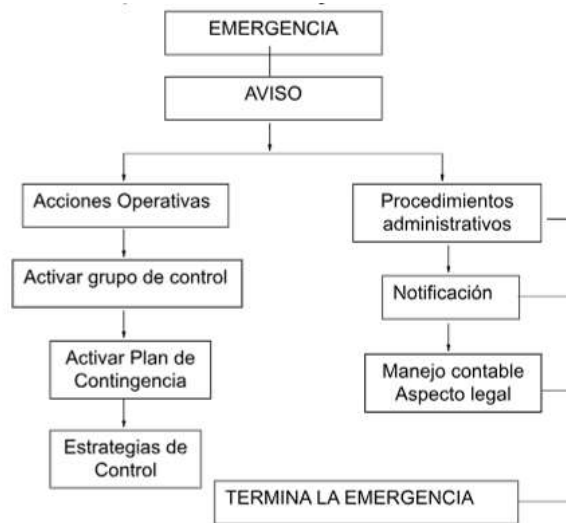 EMERGENCIA
AVISO
Acciones Operativas
Activar grupo de control
Activar Plan de
Contingencia
Estrategias de
Control
Procedimientos
administrativos
Notificación
Manejo contable
Aspecto legal
TERMINA LA EMERGENCIA